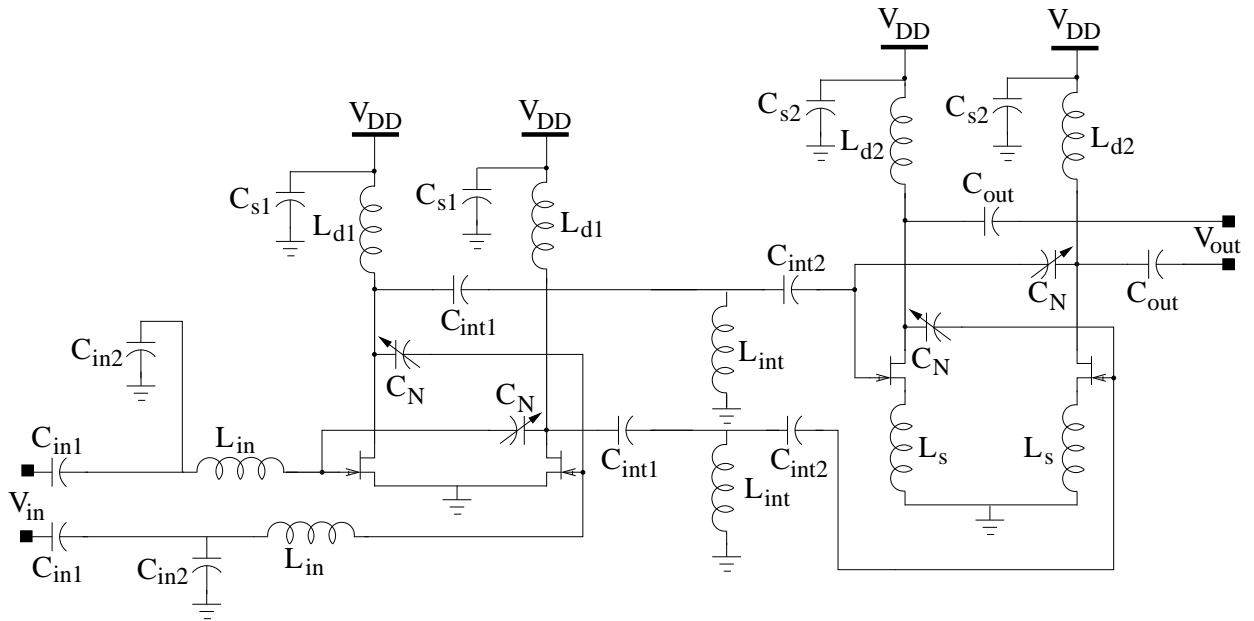 V_DD
V_DD
C_s2
C_s2
L_d2
L_d2
V_DD
V_DD
C_s1
C_s1
L_d1
L_d1
C_out
V_out
C_int2
C_N
C_out
C_int1
C_in2
L_int
C_N
C_N
C_N
C_in1
L_in
C_int1
C_int2
L_s
L_s
V_in
L_int
C_in1
C_in2
L_in